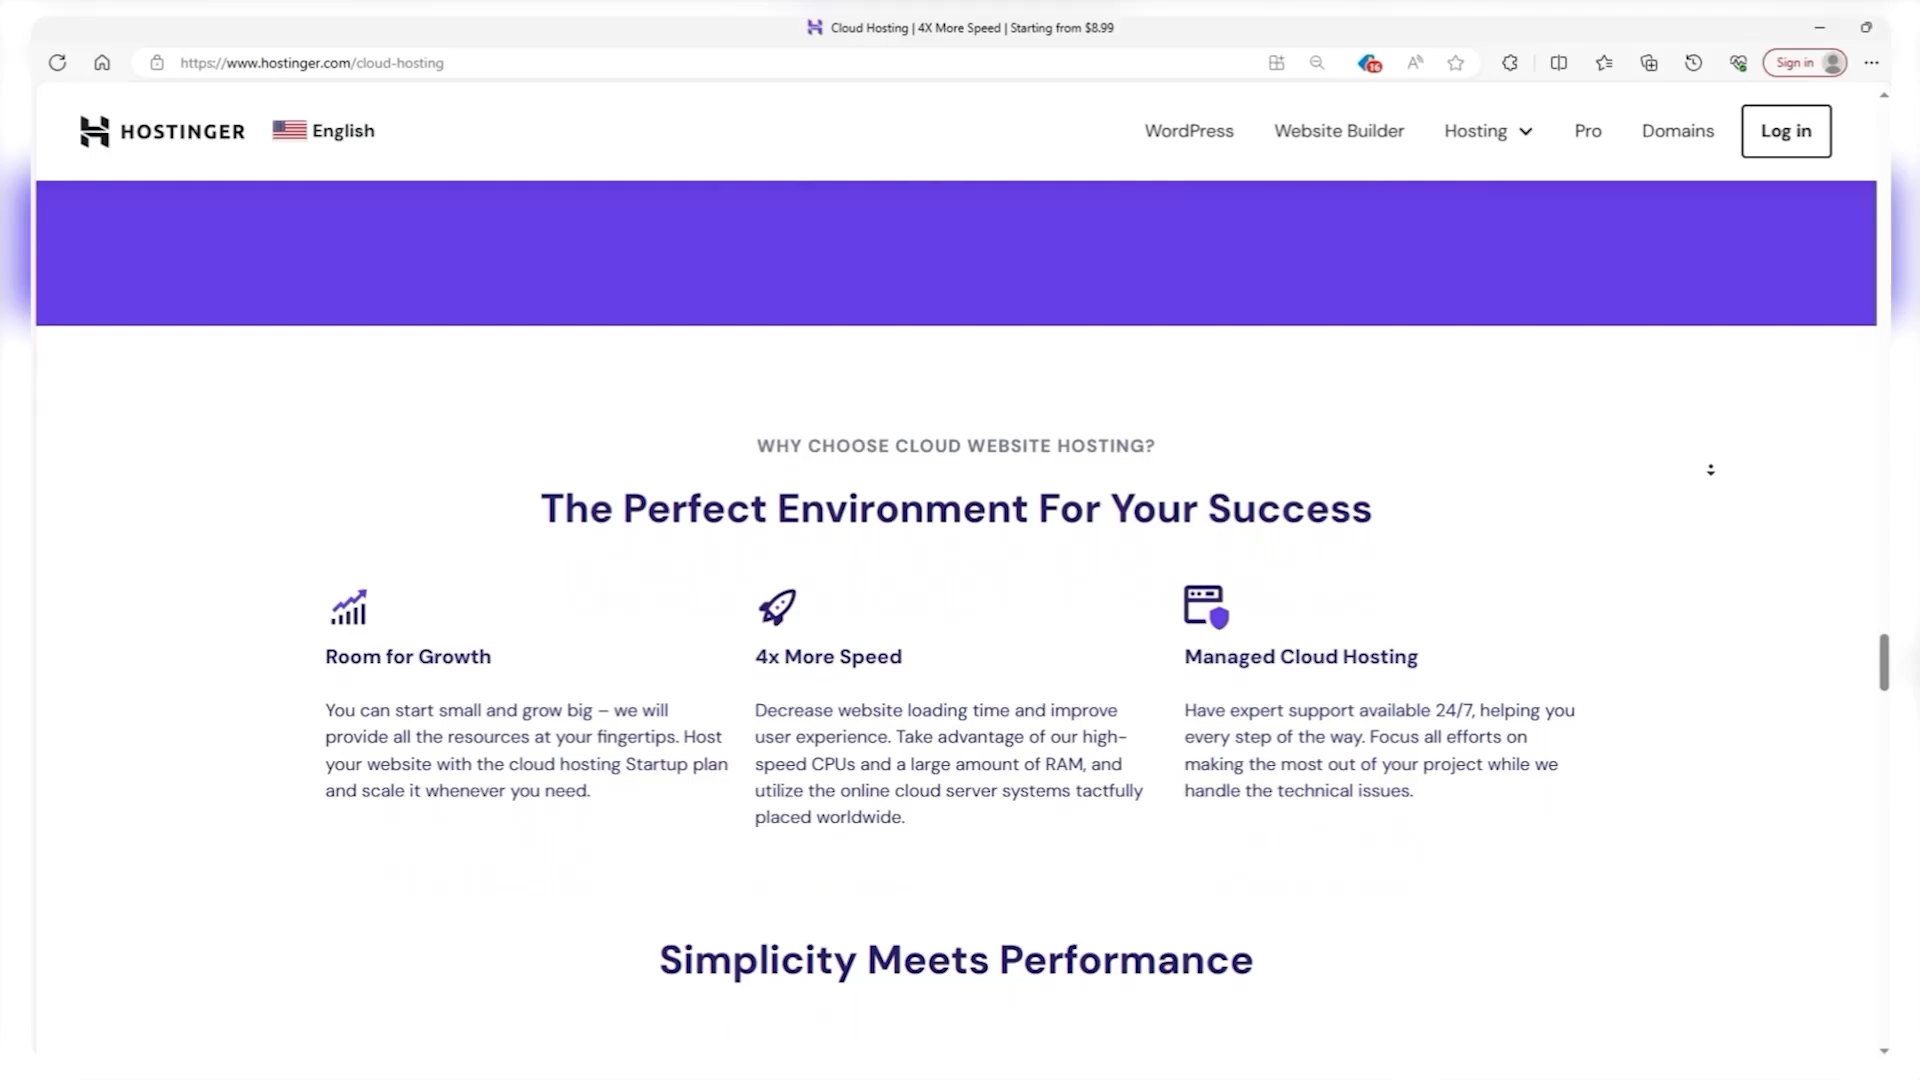 Cloud Hosting | 4X More Speed | Starting from $8.99
https://www.hostinger.com/cloud-hosting
16
Sign in
HOSTINGER
English
WordPress
Website Builder
Hosting
Pro
Domains
Log in
WHY CHOOSE CLOUD WEBSITE HOSTING?
The Perfect Environment For Your Success
Room for Growth
You can start small and grow big – we will
provide all the resources at your fingertips. Host
your website with the cloud hosting Startup plan
and scale it whenever you need.
4x More Speed
Decrease website loading time and improve
user experience. Take advantage of our high-
speed CPUs and a large amount of RAM, and
utilize the online cloud server systems tactfully
placed worldwide.
Managed Cloud Hosting
Have expert support available 24/7, helping you
every step of the way. Focus all efforts on
making the most out of your project while we
handle the technical issues.
Simplicity Meets Performance